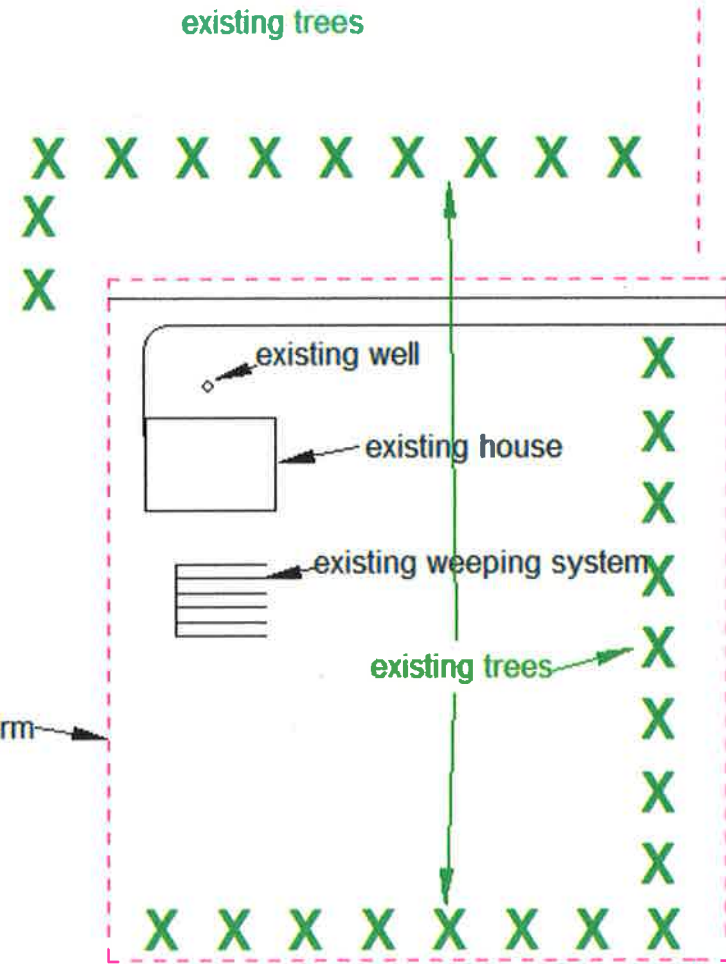 existing trees
X X X X X X X X X
X
X
existing well
X
existing house
X
X
existing weeping system
X
existing trees
X
rm
X
X
X
X X X X X X X X